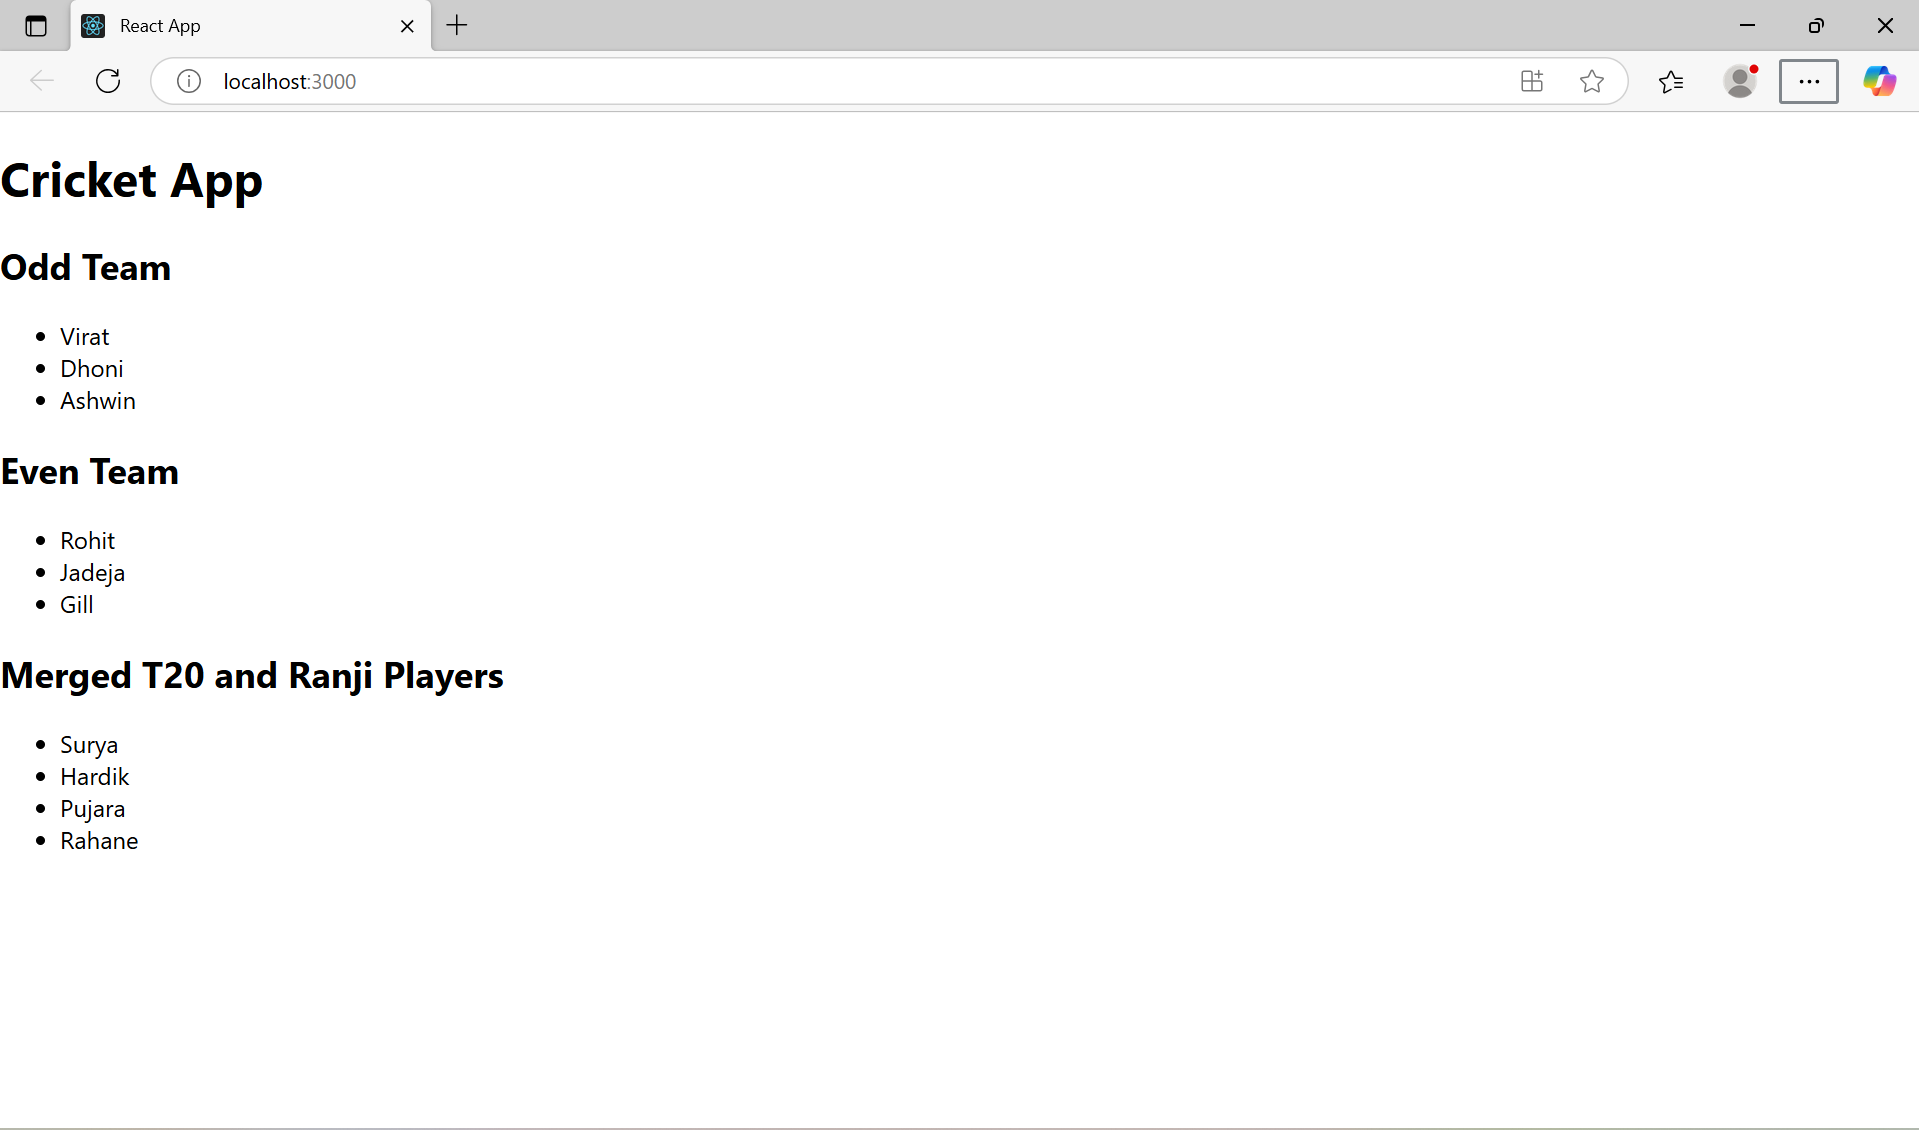 React App
localhost:3000
Cricket App
Odd Team
Virat
Dhoni
Ashwin
Even Team
Rohit
Jadeja
Gill
Merged T20 and Ranji Players
Surya
Hardik
Pujara
Rahane